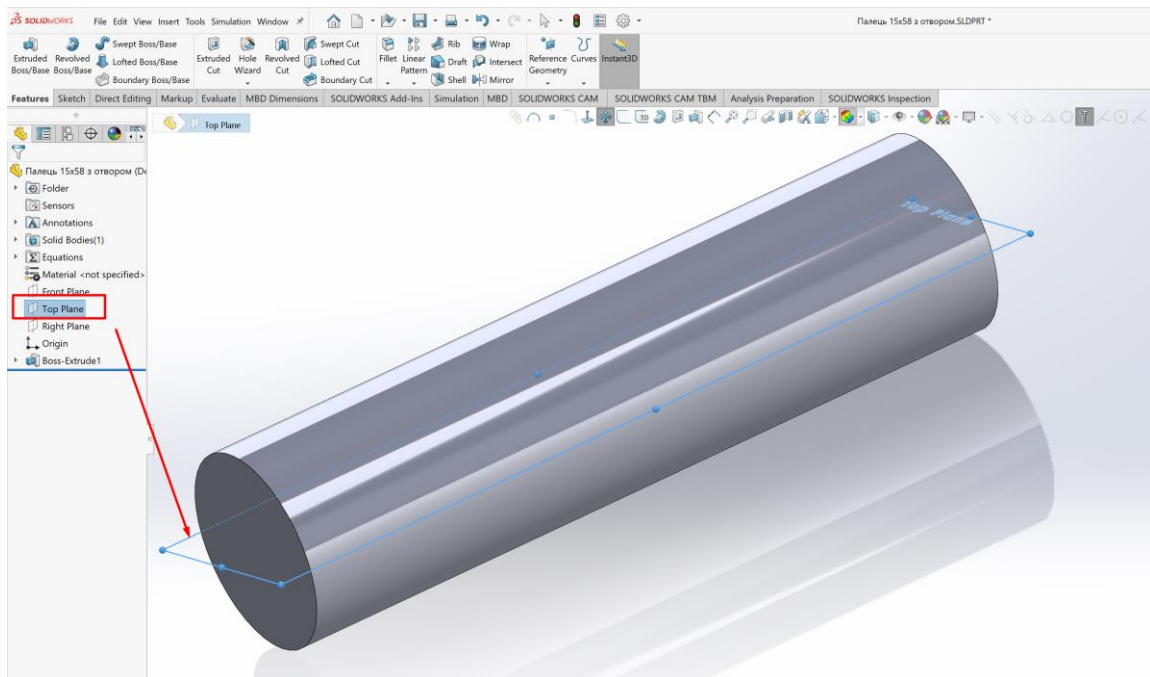 SOLIDWORKS File Edit View Insert Tools Simulation Window
Палець 15x58 з отвором.SLDPRT *
Extruded Boss/Base
Revolved Boss/Base
Swept Boss/Base
Lofted Boss/Base
Boundary Boss/Base
Extruded Cut
Hole Wizard
Revolved Cut
Swept Cut
Lofted Cut
Boundary Cut
Fillet
Linear Pattern
Rib
Draft
Shell
Wrap
Intersect
Mirror
Reference Geometry
Curves
Instant3D
Features Sketch Direct Editing Markup Evaluate MBD Dimensions SOLIDWORKS Add-Ins Simulation MBD SOLIDWORKS CAM SOLIDWORKS CAM TBM Analysis Preparation SOLIDWORKS Inspection
Top Plane
Палець 15x58 з отвором (De
Folder
Sensors
Annotations
Solid Bodies(1)
Equations
Material <not specified>
Front Plane
Top Plane
Right Plane
Origin
Boss-Extrude1
Top Plane